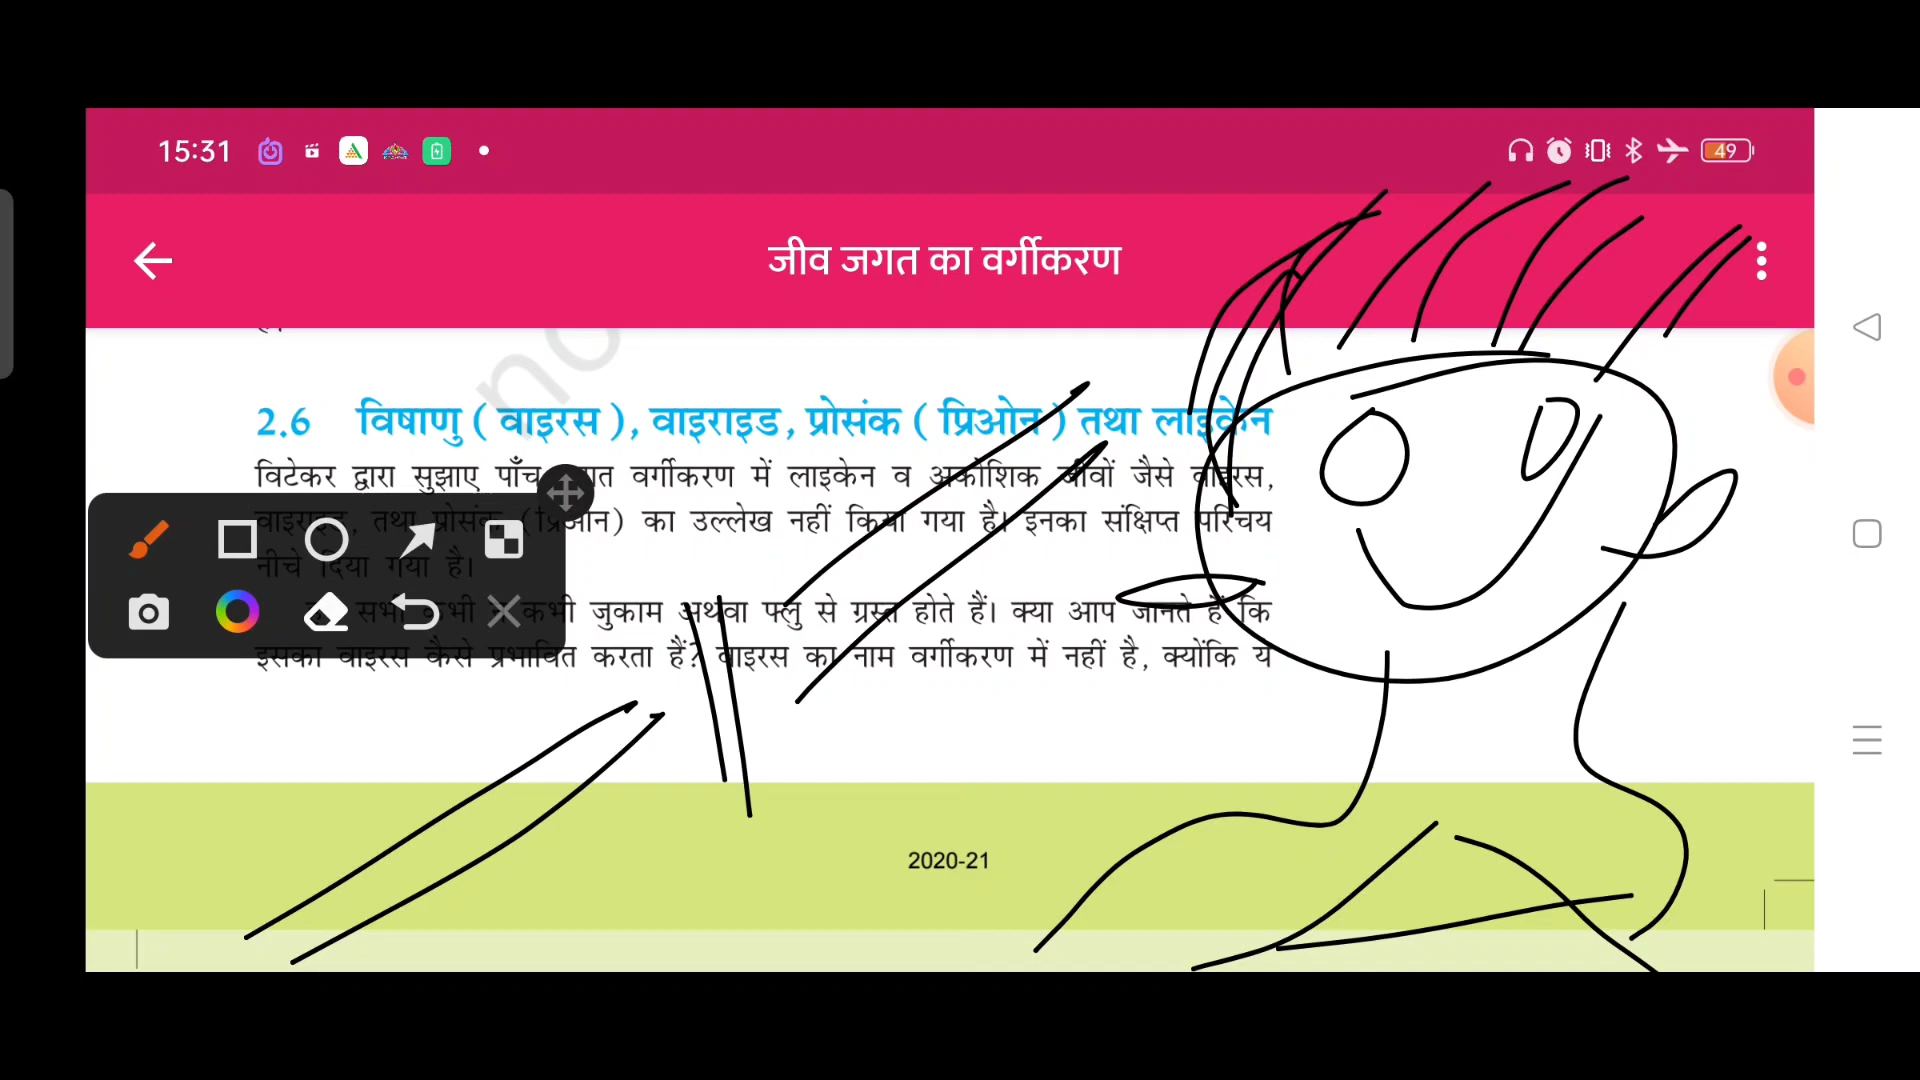 15:31
49
जीव जगत का वर्गीकरण
no
2.6 विषाणु ( वाइरस ), वाइराइड, प्रोसंक ( प्रिओन ) तथा लाइकेन
विटेकर द्वारा सुझाए पाँच वर्गीकरण में लाइकेन व अकोशिक जीवों जैसे वाइरस,
वाइराइड, तथा प्रोसंक (प्रिओन) का उल्लेख नहीं किया गया है। इनका संक्षिप्त परिचय
नीचे दिया गया है।
सभी कभी न कभी जुकाम अथवा फ्लु से ग्रस्त होते हैं। क्या आप जानते हैं कि
इसका वाइरस कैसे प्रभावित करता हैं? वाइरस का नाम वर्गीकरण में नहीं है, क्योंकि ये
2020-21